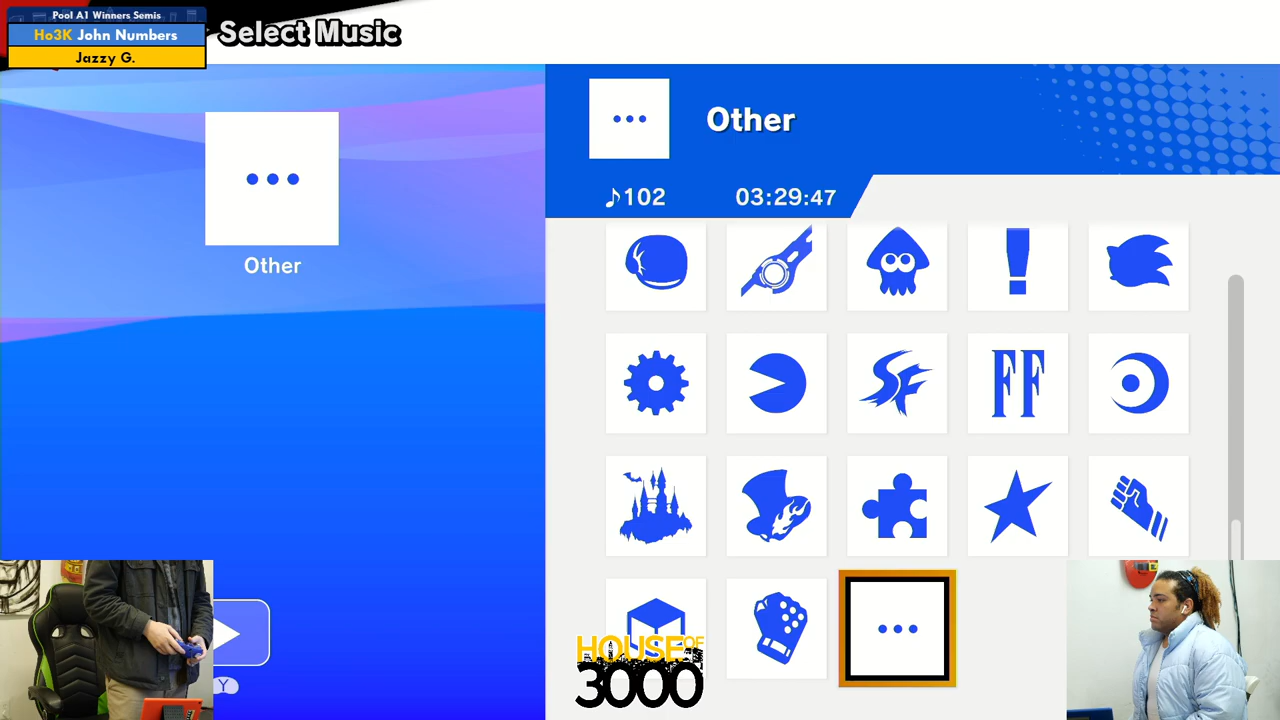 Pool A1 Winners Semis
Ho3K John Numbers
Jazzy G.
Select Music
Other
Other
♪102 03:29:47
FF
SF
Y
HOUSE OF
3000